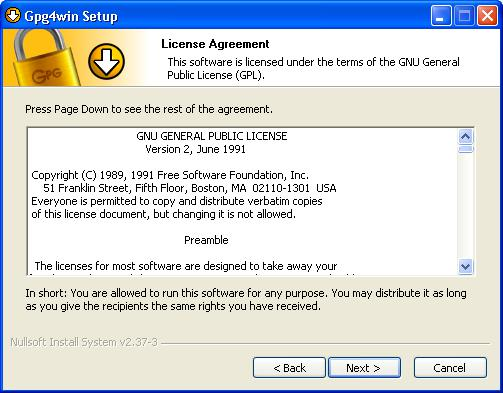 Gpg4win Setup
License Agreement
This software is licensed under the terms of the GNU General
Public License (GPL).
GPG
Press Page Down to see the rest of the agreement.
GNU GENERAL PUBLIC LICENSE
Version 2, June 1991
Copyright (C) 1989, 1991 Free Software Foundation, Inc.
51 Franklin Street, Fifth Floor, Boston, MA  02110-1301  USA
Everyone is permitted to copy and distribute verbatim copies
of this license document, but changing it is not allowed.
Preamble
The licenses for most software are designed to take away your
In short: You are allowed to run this software for any purpose. You may distribute it as long
as you give the recipients the same rights you have received.
Nullsoft Install System v2.37-3
< Back
Next >
Cancel